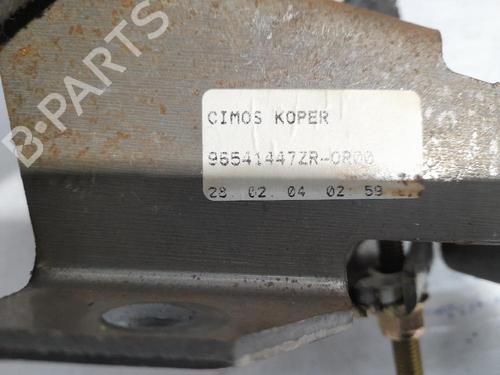 CIMOS KOPER
96541447ZR-OR00
28 02 04 02 59
B-PARTS